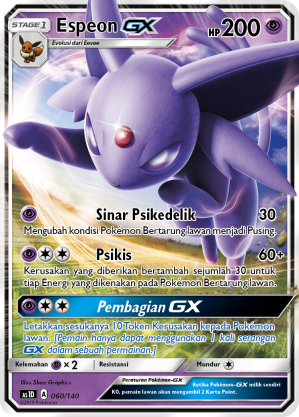 STAGE 1
Espeon GX
HP 200
Evolusi dari Eevee
Sinar Psikedelik 30
Mengubah kondisi Pokémon Bertarung lawan menjadi Pusing.
Psikis 60+
Kerusakan yang diberikan bertambah sejumlah 30 untuk
tiap Energi yang dikenakan pada Pokémon Bertarung lawan.
Pembagian GX
Letakkan sesukanya 10 Token Kerusakan kepada Pokémon
lawan. [Pemain hanya dapat menggunakan 1 kali serangan
GX dalam sebuah permainan.]
Kelemahan × 2 Resistansi Mundur
Illus. 5ban Graphics
AS1D A 060/140
Peraturan Pokémon-GX
Ketika Pokémon-GX milik sendiri
KO, pemain lawan akan mengambil 2 Kartu Point.